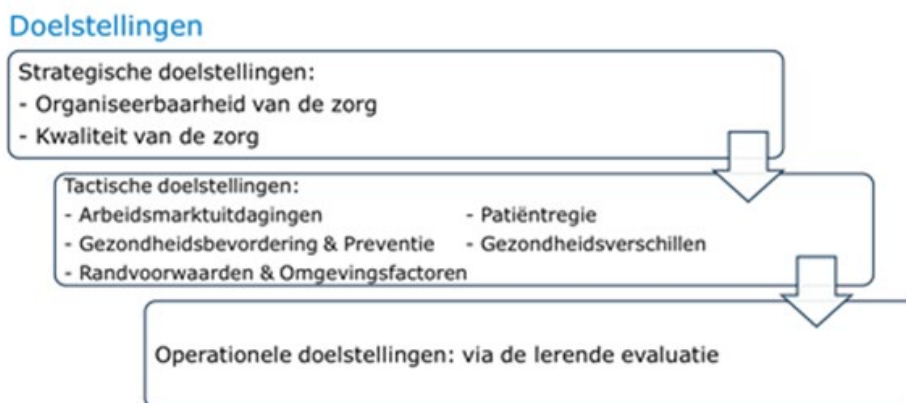 Doelstellingen
Strategische doelstellingen:
- Organiseerbaarheid van de zorg
- Kwaliteit van de zorg
Tactische doelstellingen:
- Arbeidsmarktuitdagingen - Patiëntregie
- Gezondheidsbevordering & Preventie - Gezondheidsverschillen
- Randvoorwaarden & Omgevingsfactoren
Operationele doelstellingen: via de lerende evaluatie